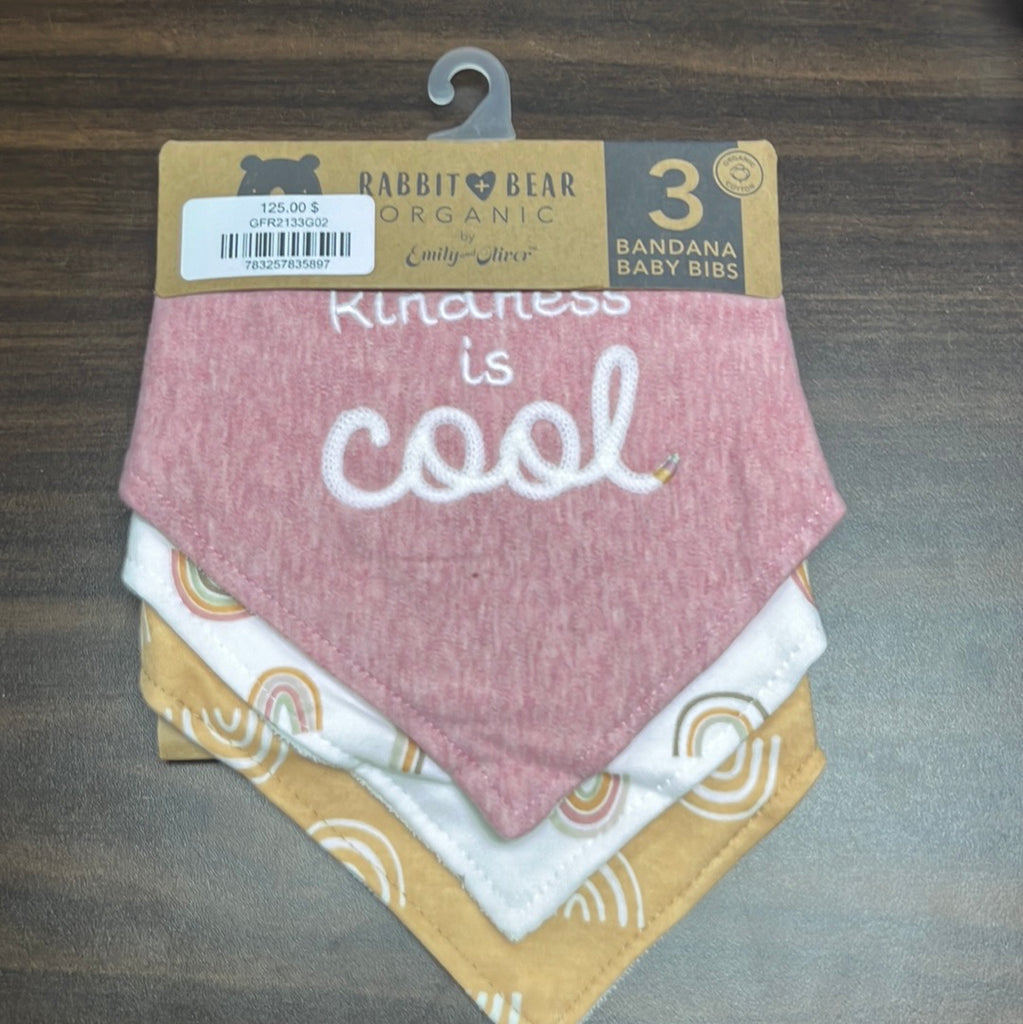 125.00 $
GFR2133G02
783257835897
RABBIT + BEAR
ORGANIC
by
Emily and Oliver™
3
BANDANA
BABY BIBS
ORGANIC
COTTON
kindness
is
cool